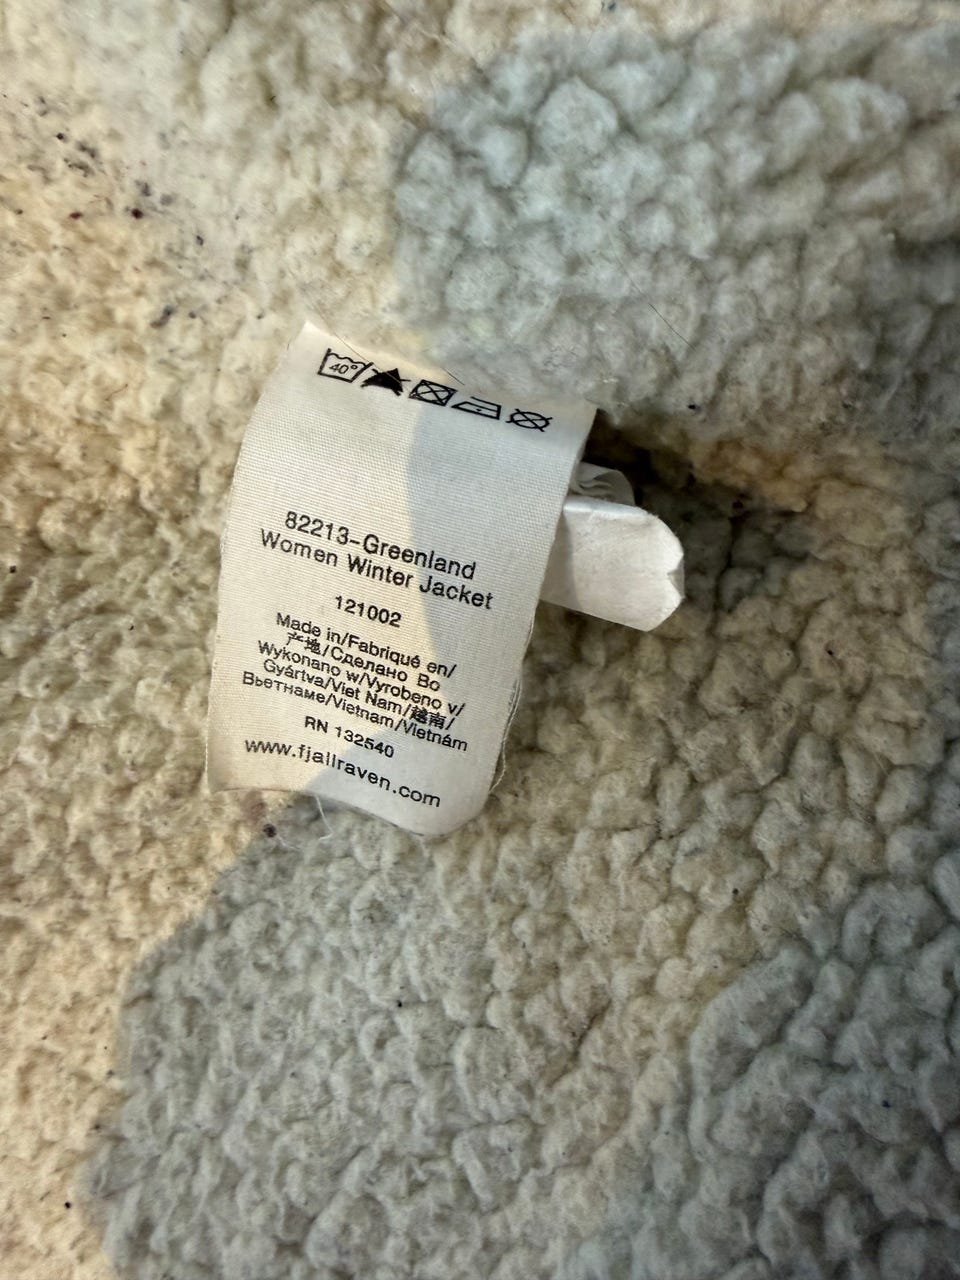 40°
82213-Greenland
Women Winter Jacket
121002
Made in/Fabriqué en/
产地/Сделано Во
Wykonano w/Vyrobeno v/
Gyártva/Viet Nam/越南/
Вьетнаме/Vietnam/Vietnám
RN 132540
www.fjallraven.com